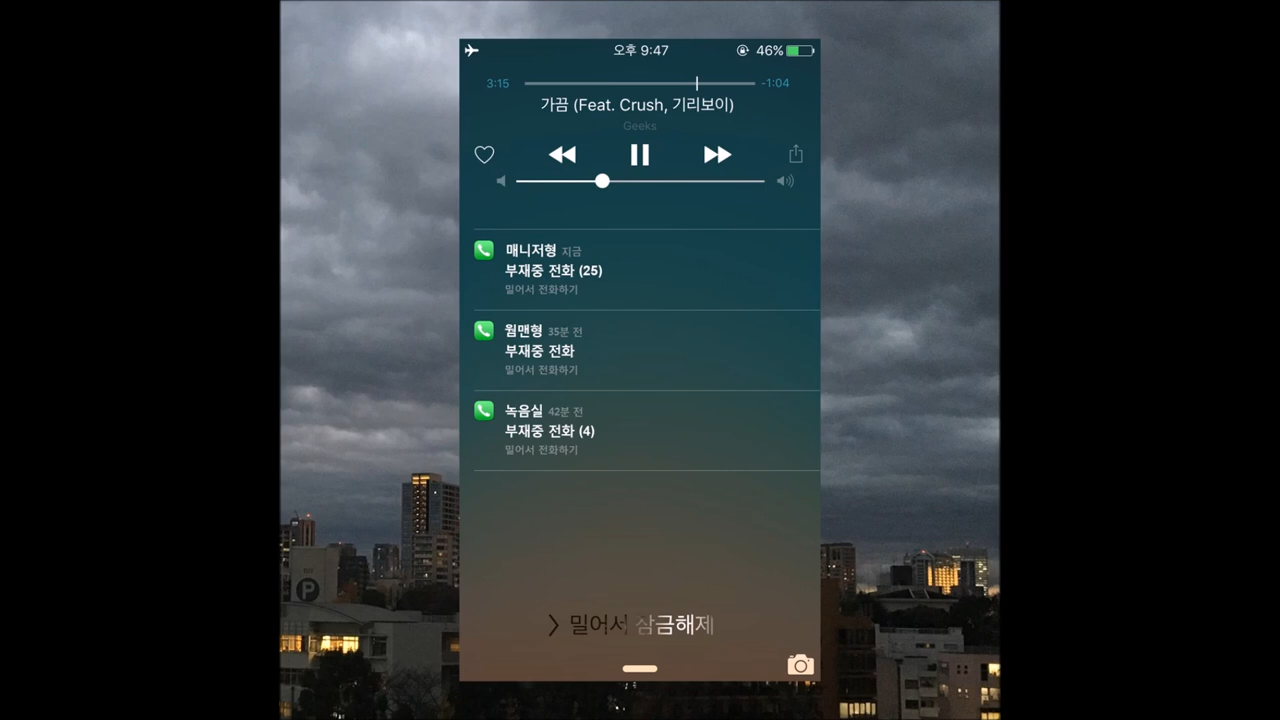 오후 9:47
46%
3:15
-1:04
가끔 (Feat. Crush, 기리보이)
Geeks
매니저형 지금
부재중 전화 (25)
밀어서 전화하기
웜맨형 35분 전
부재중 전화
밀어서 전화하기
녹음실 42분 전
부재중 전화 (4)
밀어서 전화하기
P
> 밀어서 잠금해제